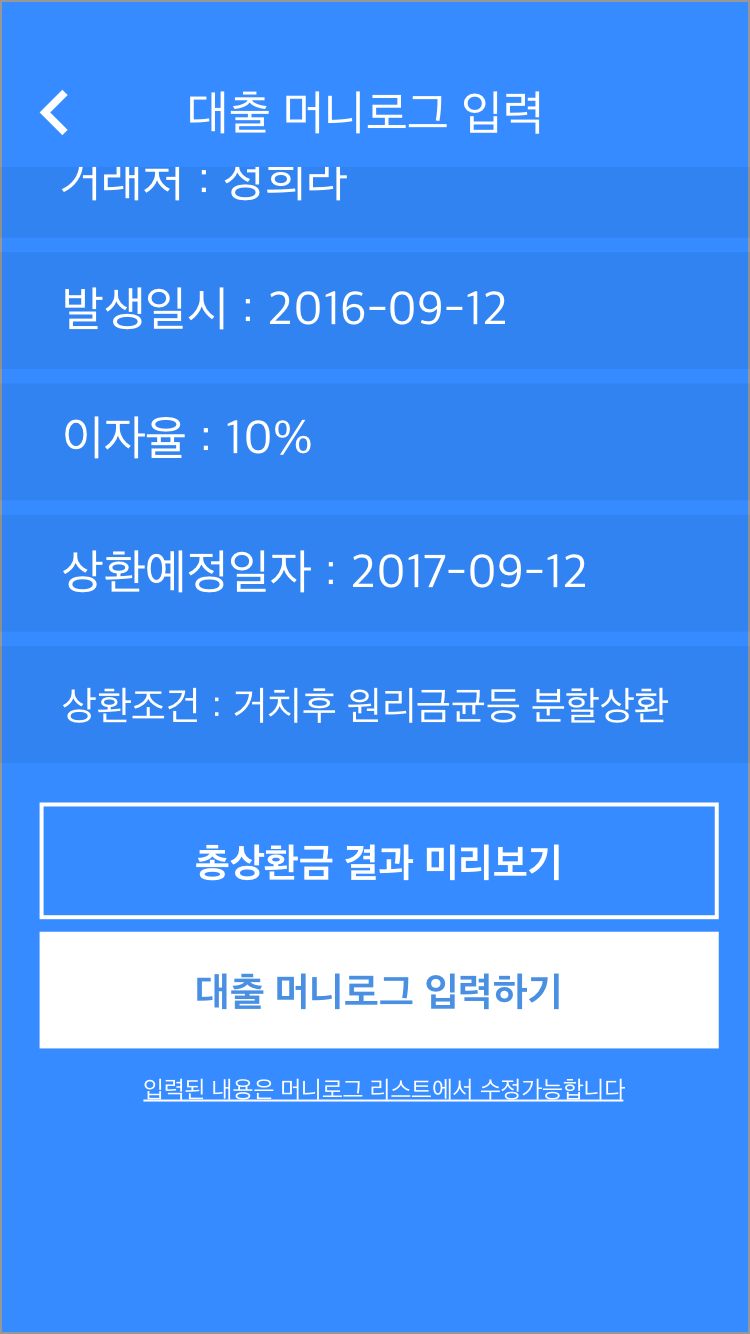 대출 머니로그 입력
거래처 : 성희라
발생일시 : 2016-09-12
이자율 : 10%
상환예정일자 : 2017-09-12
상환조건 : 거치후 원리금균등 분할상환
총상환금 결과 미리보기
대출 머니로그 입력하기
입력된 내용은 머니로그 리스트에서 수정가능합니다